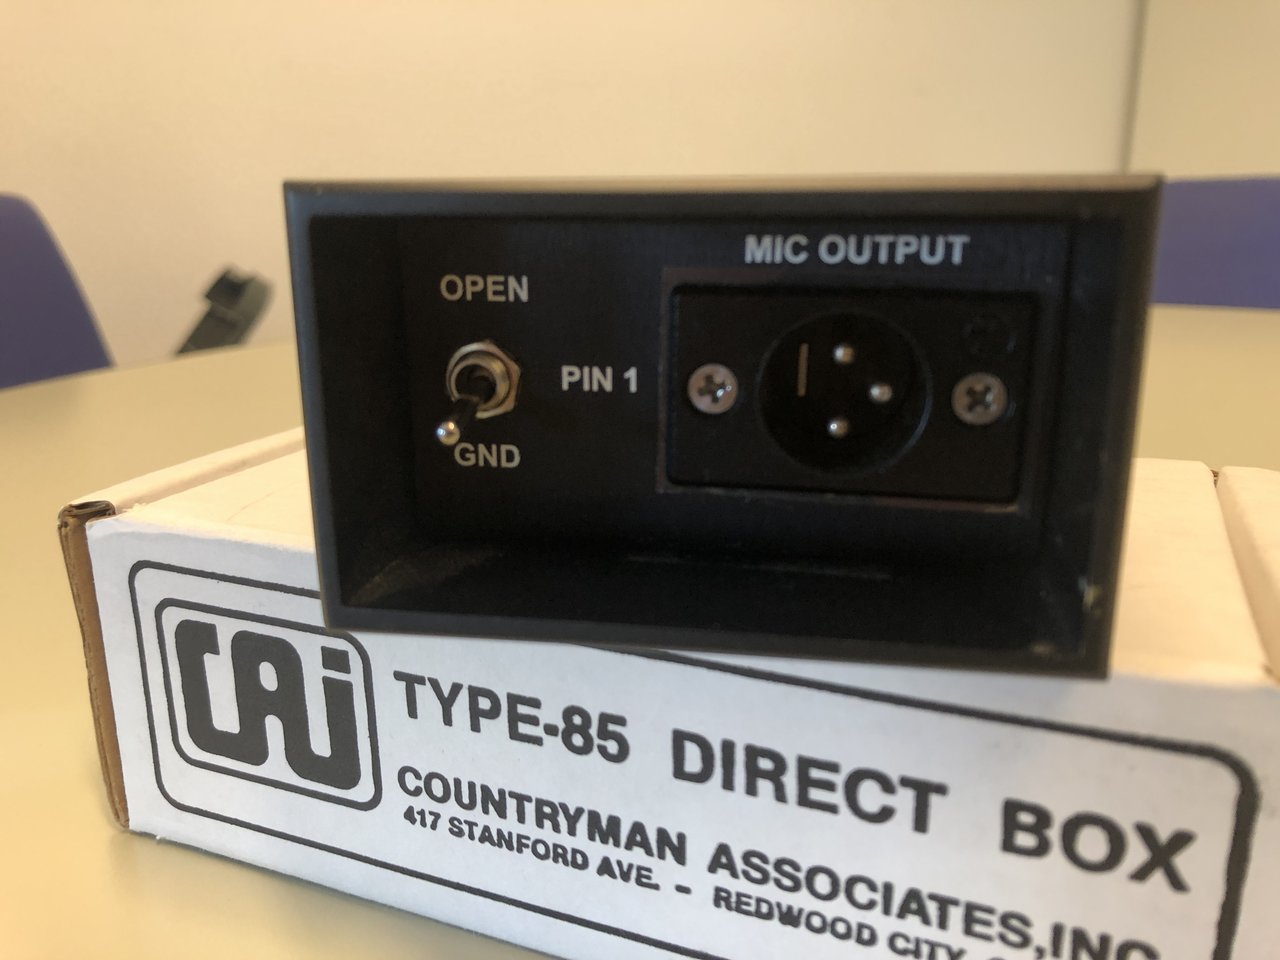 MIC OUTPUT
OPEN
PIN 1
GND
CAi
TYPE-85 DIRECT BOX
COUNTRYMAN ASSOCIATES, INC
417 STANFORD AVE. - REDWOOD CITY,